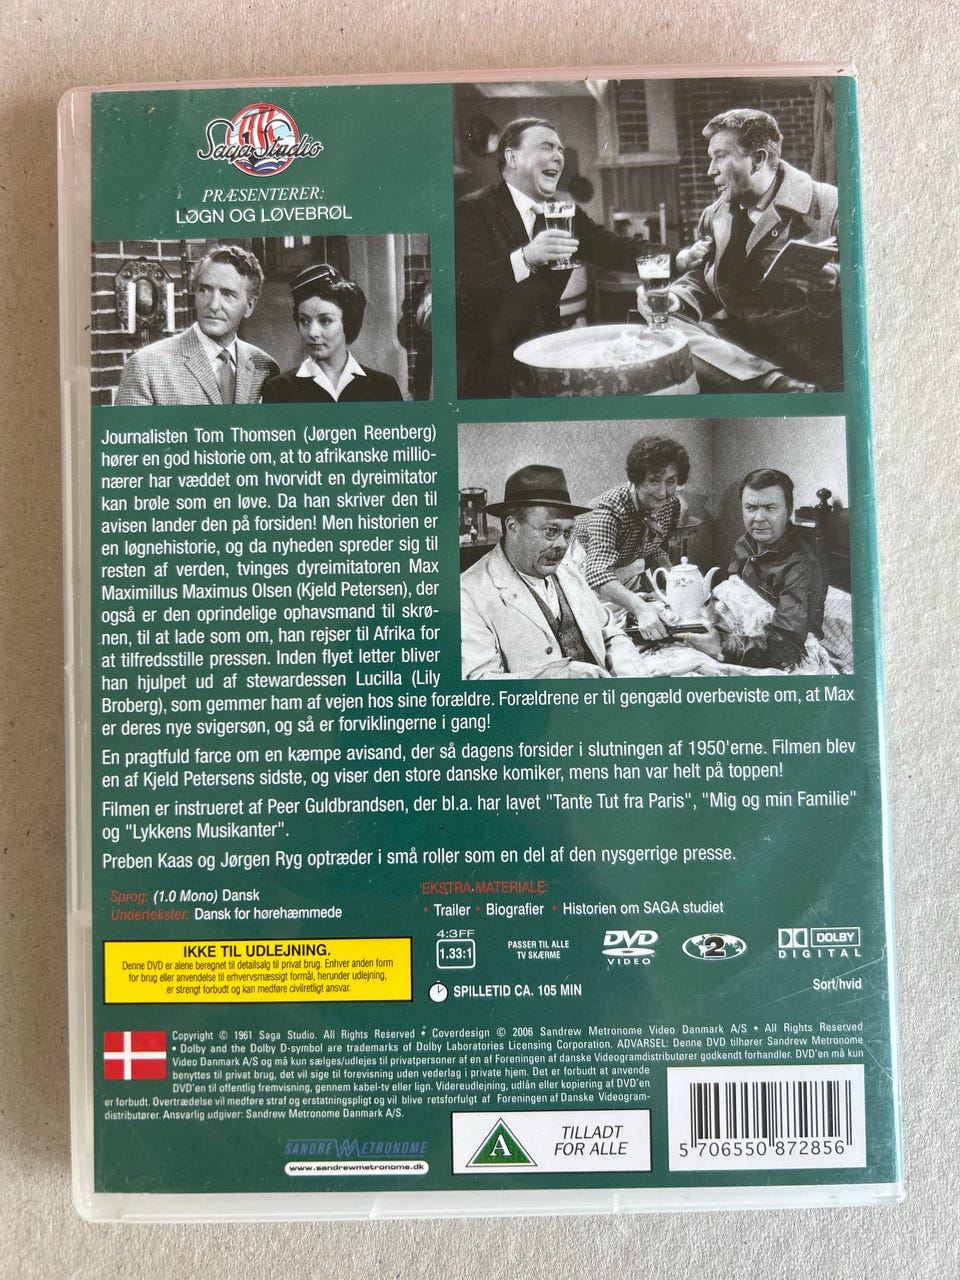 Saga Studio
PRÆSENTERER:
LØGN OG LØVEBRØL
Journalisten Tom Thomsen (Jørgen Reenberg)
hører en god historie om, at to afrikanske millio-
nærer har væddet om hvorvidt en dyreimitator
kan brøle som en løve. Da han skriver den til
avisen lander den på forsiden! Men historien er
en løgnehistorie, og da nyheden spreder sig til
resten af verden, tvinges dyreimitatoren Max
Maximillus Maximus Olsen (Kjeld Petersen), der
også er den oprindelige ophavsmand til skrø-
nen, til at lade som om, han rejser til Afrika for
at tilfredsstille pressen. Inden flyet letter bliver
han hjulpet ud af stewardessen Lucilla (Lily
Broberg), som gemmer ham af vejen hos sine forældre. Forældrene er til gengæld overbeviste om, at Max
er deres nye svigersøn, og så er forviklingerne i gang!
En pragtfuld farce om en kæmpe avisand, der så dagens forsider i slutningen af 1950'erne. Filmen blev
en af Kjeld Petersens sidste, og viser den store danske komiker, mens han var helt på toppen!
Filmen er instrueret af Peer Guldbrandsen, der bl.a. har lavet "Tante Tut fra Paris", "Mig og min Familie"
og "Lykkens Musikanter".
Preben Kaas og Jørgen Ryg optræder i små roller som en del af den nysgerrige presse.
Sprog: (1.0 Mono) Dansk
Undertekster: Dansk for hørehæmmede
EKSTRA MATERIALE:
• Trailer • Biografier • Historien om SAGA studiet
IKKE TIL UDLEJNING.
Denne DVD er alene beregnet til detailsalg til privat brug. Enhver anden form
for brug eller anvendelse til erhvervsmæssigt formål, herunder udlejning,
er strengt forbudt og kan medføre civilretligt ansvar.
4:3FF
1.33:1
PASSER TIL ALLE
TV SKÆRME
DVD
VIDEO
2
DOLBY
DIGITAL
SPILLETID CA. 105 MIN
Sort/hvid
Copyright © 1961 Saga Studio. All Rights Reserved • Coverdesign © 2006 Sandrew Metronome Video Danmark A/S • All Rights Reserved
• Dolby and the Dolby D-symbol are trademarks of Dolby Laboratories Licensing Corporation. ADVARSEL: Denne DVD tilhører Sandrew Metronome
Video Danmark A/S og må kun sælges/udlejes til privatpersoner af en af Foreningen af danske Videogramdistributører godkendt forhandler. DVD'en må kun
benyttes til privat brug, det vil sige til forevisning uden vederlag i private hjem. Det er forbudt at anvende
DVD'en til offentlig fremvisning, gennem kabel-tv eller lign. Videreudlejning, udlån eller kopiering af DVD'en
er forbudt. Overtrædelse vil medføre straf og erstatningspligt og vil blive retsforfulgt af Foreningen af Danske Videogram-
distributører. Ansvarlig udgiver: Sandrew Metronome Danmark A/S.
SANDREW METRONOME
www.sandrewmetronome.dk
A
TILLADT
FOR ALLE
5 706550 872856